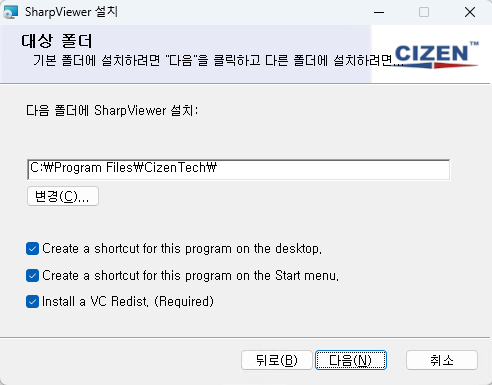 SharpViewer 설치
대상 폴더
기본 폴더에 설치하려면 "다음"을 클릭하고 다른 폴더에 설치하려면...
CIZEN™
다음 폴더에 SharpViewer 설치:
C:₩Program Files₩CizenTech₩
변경(C)...
Create a shortcut for this program on the desktop.
Create a shortcut for this program on the Start menu.
Install a VC Redist. (Required)
뒤로(B) 다음(N) 취소